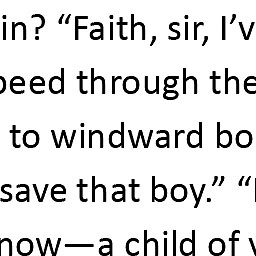 in? “Faith, sir, I’v
peed through the
to windward bo
save that boy.” “
now—a child of